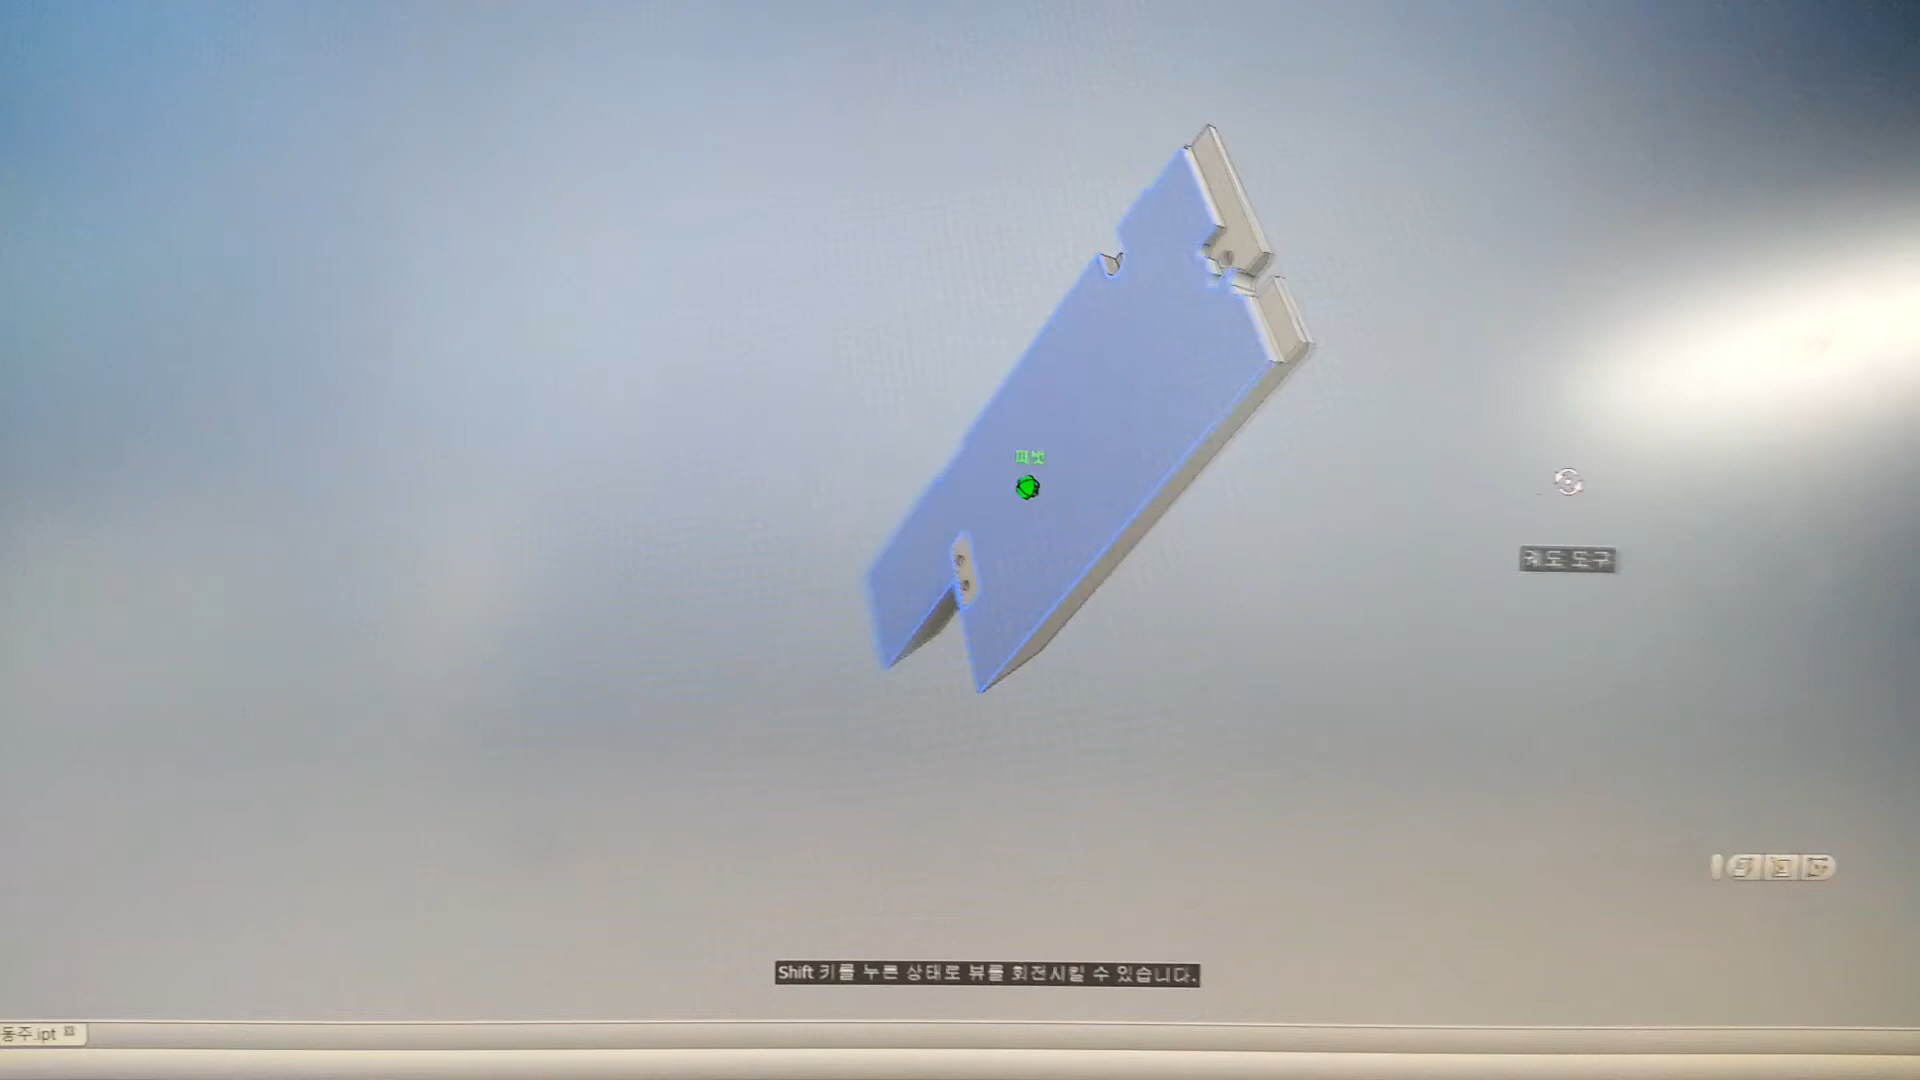 피벗
궤도 도구
Shift 키를 누른 상태로 뷰를 회전시킬 수 있습니다.
동주.ipt